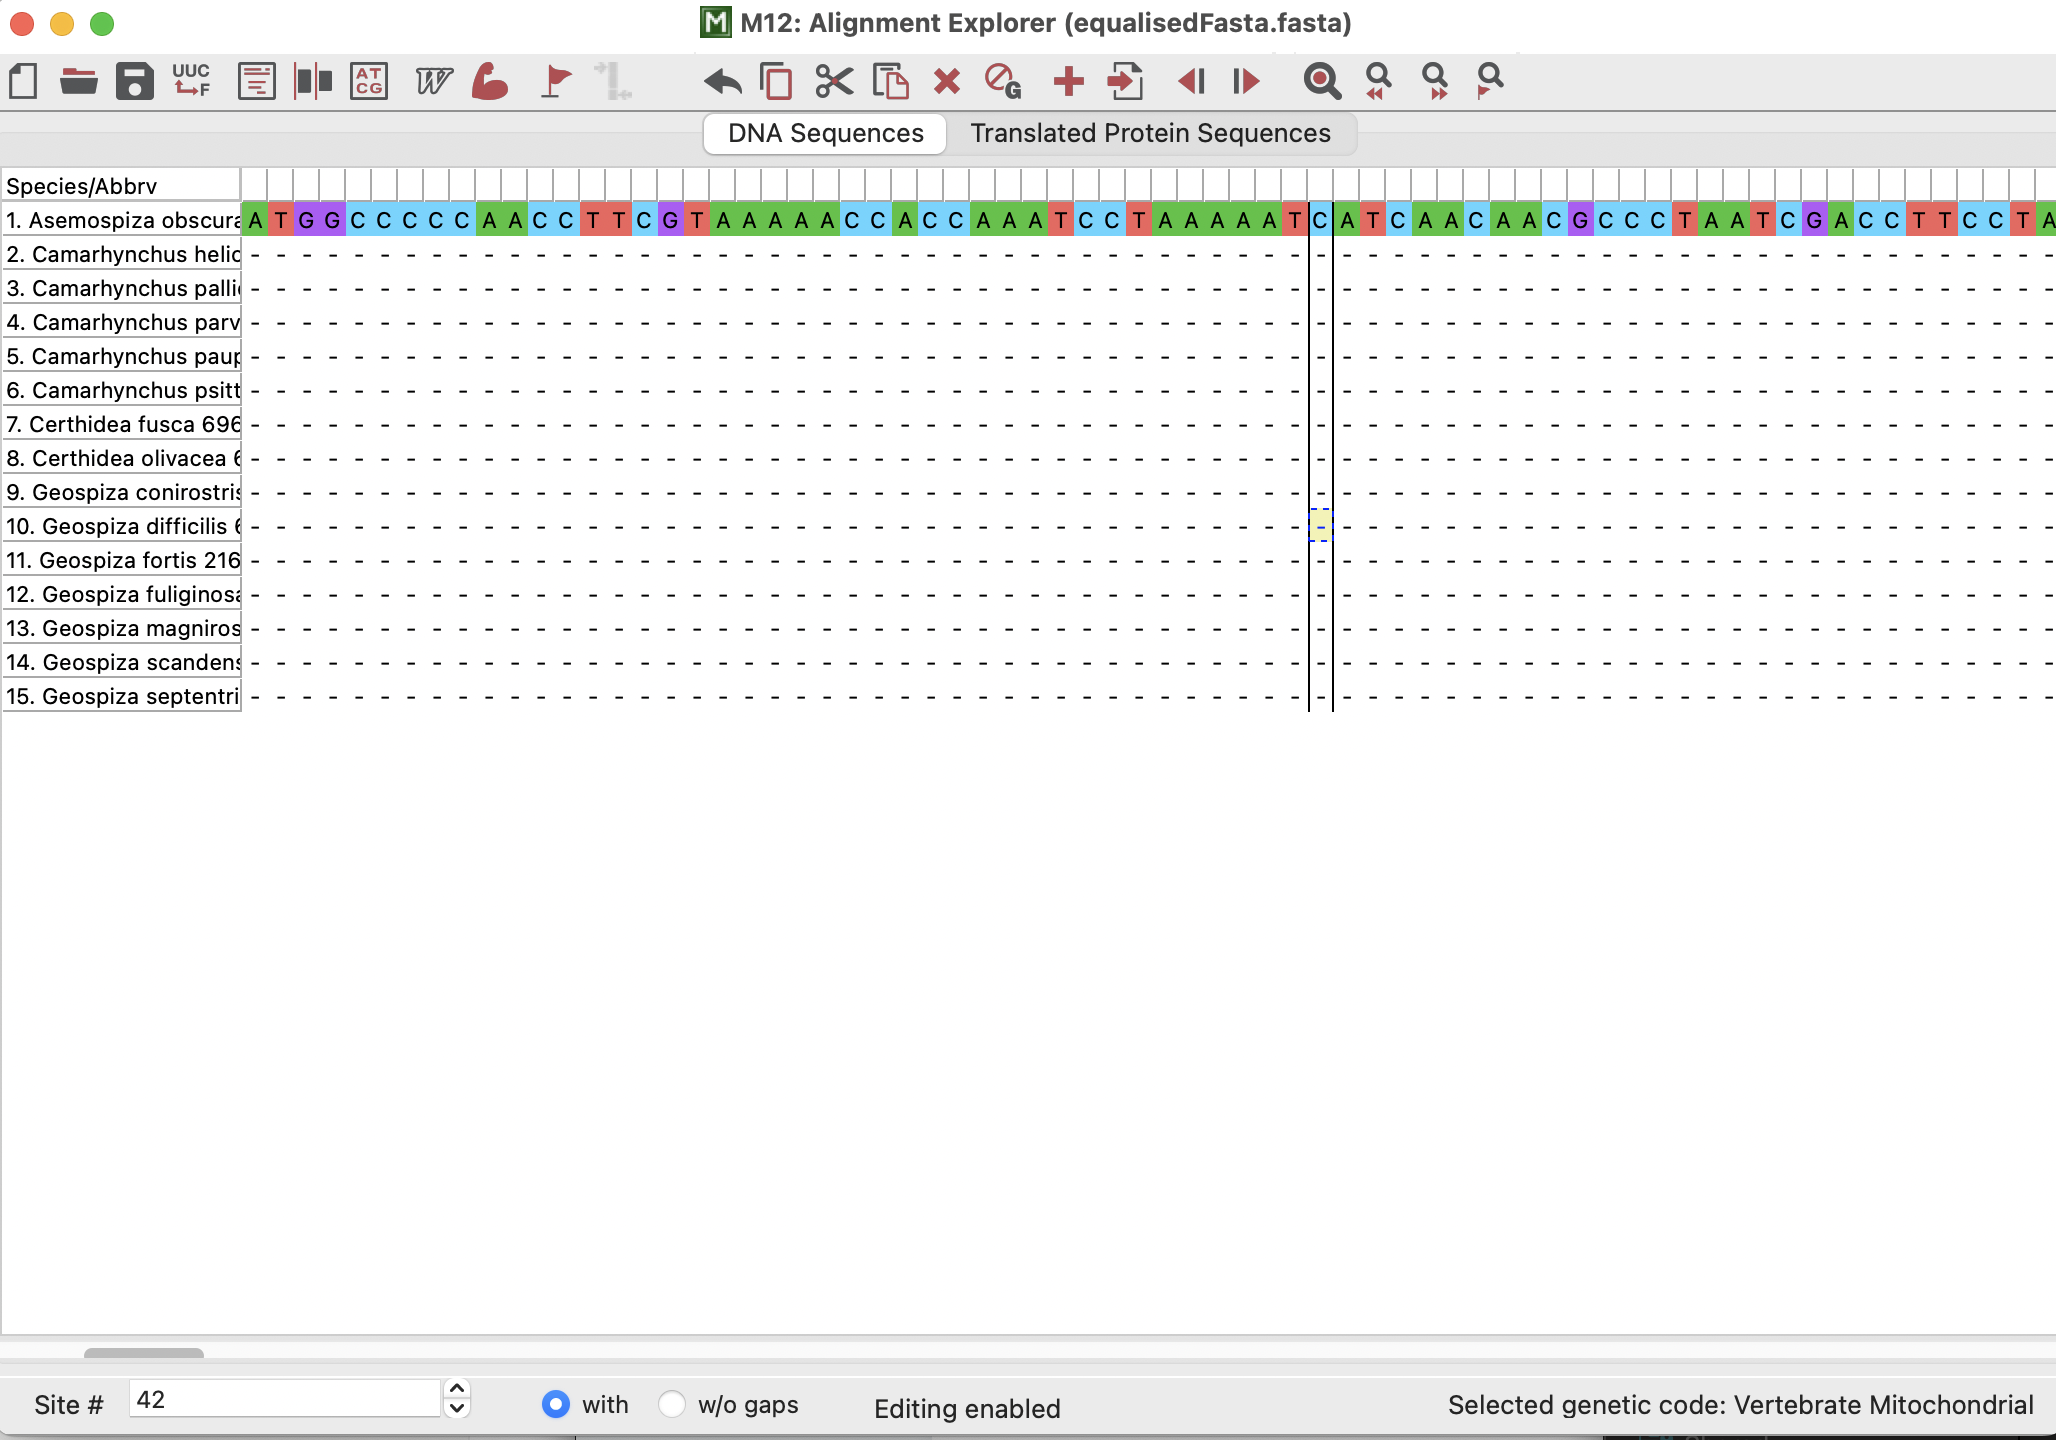 M12: Alignment Explorer (equalisedFasta.fasta)
UUC
F
AT
CG
W
G
DNA Sequences Translated Protein Sequences
Species/Abbrv
1. Asemospiza obscura A T G G C C C C C A A C C T T C G T A A A A A C C A C C A A A T C C T A A A A A T C A T C A A C A A C G C C C T A A T C G A C C T T C C T A
2. Camarhynchus helic - - - - - - - - - - - - - - - - - - - - - - - - - - - - - - - - - - - - - - - - - - - - - - - - - - - - - - - - - - - - - - - - - - - - - -
3. Camarhynchus palli - - - - - - - - - - - - - - - - - - - - - - - - - - - - - - - - - - - - - - - - - - - - - - - - - - - - - - - - - - - - - - - - - - - - - -
4. Camarhynchus parv - - - - - - - - - - - - - - - - - - - - - - - - - - - - - - - - - - - - - - - - - - - - - - - - - - - - - - - - - - - - - - - - - - - - - -
5. Camarhynchus paup - - - - - - - - - - - - - - - - - - - - - - - - - - - - - - - - - - - - - - - - - - - - - - - - - - - - - - - - - - - - - - - - - - - - - -
6. Camarhynchus psitt - - - - - - - - - - - - - - - - - - - - - - - - - - - - - - - - - - - - - - - - - - - - - - - - - - - - - - - - - - - - - - - - - - - - - -
7. Certhidea fusca 696 - - - - - - - - - - - - - - - - - - - - - - - - - - - - - - - - - - - - - - - - - - - - - - - - - - - - - - - - - - - - - - - - - - - - - -
8. Certhidea olivacea 6 - - - - - - - - - - - - - - - - - - - - - - - - - - - - - - - - - - - - - - - - - - - - - - - - - - - - - - - - - - - - - - - - - - - - - -
9. Geospiza conirostris - - - - - - - - - - - - - - - - - - - - - - - - - - - - - - - - - - - - - - - - - - - - - - - - - - - - - - - - - - - - - - - - - - - - - -
10. Geospiza difficilis 6 - - - - - - - - - - - - - - - - - - - - - - - - - - - - - - - - - - - - - - - - - - - - - - - - - - - - - - - - - - - - - - - - - - - - - -
11. Geospiza fortis 216 - - - - - - - - - - - - - - - - - - - - - - - - - - - - - - - - - - - - - - - - - - - - - - - - - - - - - - - - - - - - - - - - - - - - - -
12. Geospiza fuliginosa - - - - - - - - - - - - - - - - - - - - - - - - - - - - - - - - - - - - - - - - - - - - - - - - - - - - - - - - - - - - - - - - - - - - - -
13. Geospiza magniros - - - - - - - - - - - - - - - - - - - - - - - - - - - - - - - - - - - - - - - - - - - - - - - - - - - - - - - - - - - - - - - - - - - - - -
14. Geospiza scandens - - - - - - - - - - - - - - - - - - - - - - - - - - - - - - - - - - - - - - - - - - - - - - - - - - - - - - - - - - - - - - - - - - - - - -
15. Geospiza septentri - - - - - - - - - - - - - - - - - - - - - - - - - - - - - - - - - - - - - - - - - - - - - - - - - - - - - - - - - - - - - - - - - - - - - -
Site # 42 with w/o gaps Editing enabled Selected genetic code: Vertebrate Mitochondrial